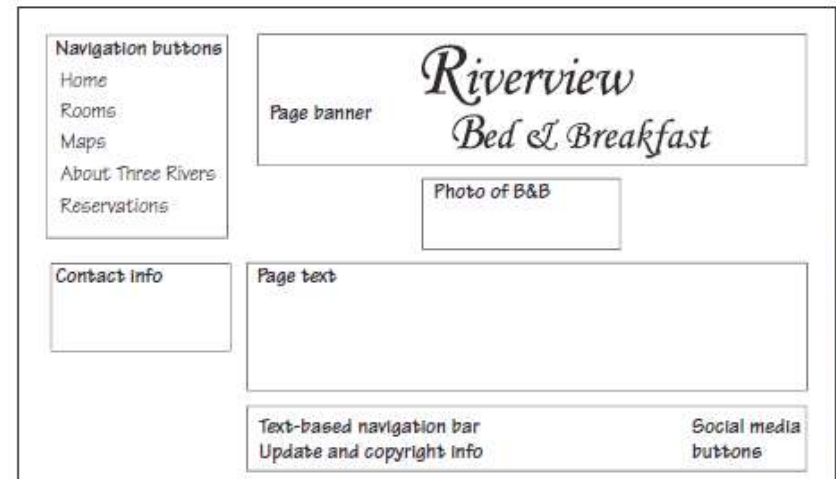 Navigation buttons
Home
Rooms
Maps
About Three Rivers
Reservations
Page banner
Riverview
Bed & Breakfast
Photo of B&B
Contact info
Page text
Text-based navigation bar
Update and copyright info
Social media
buttons